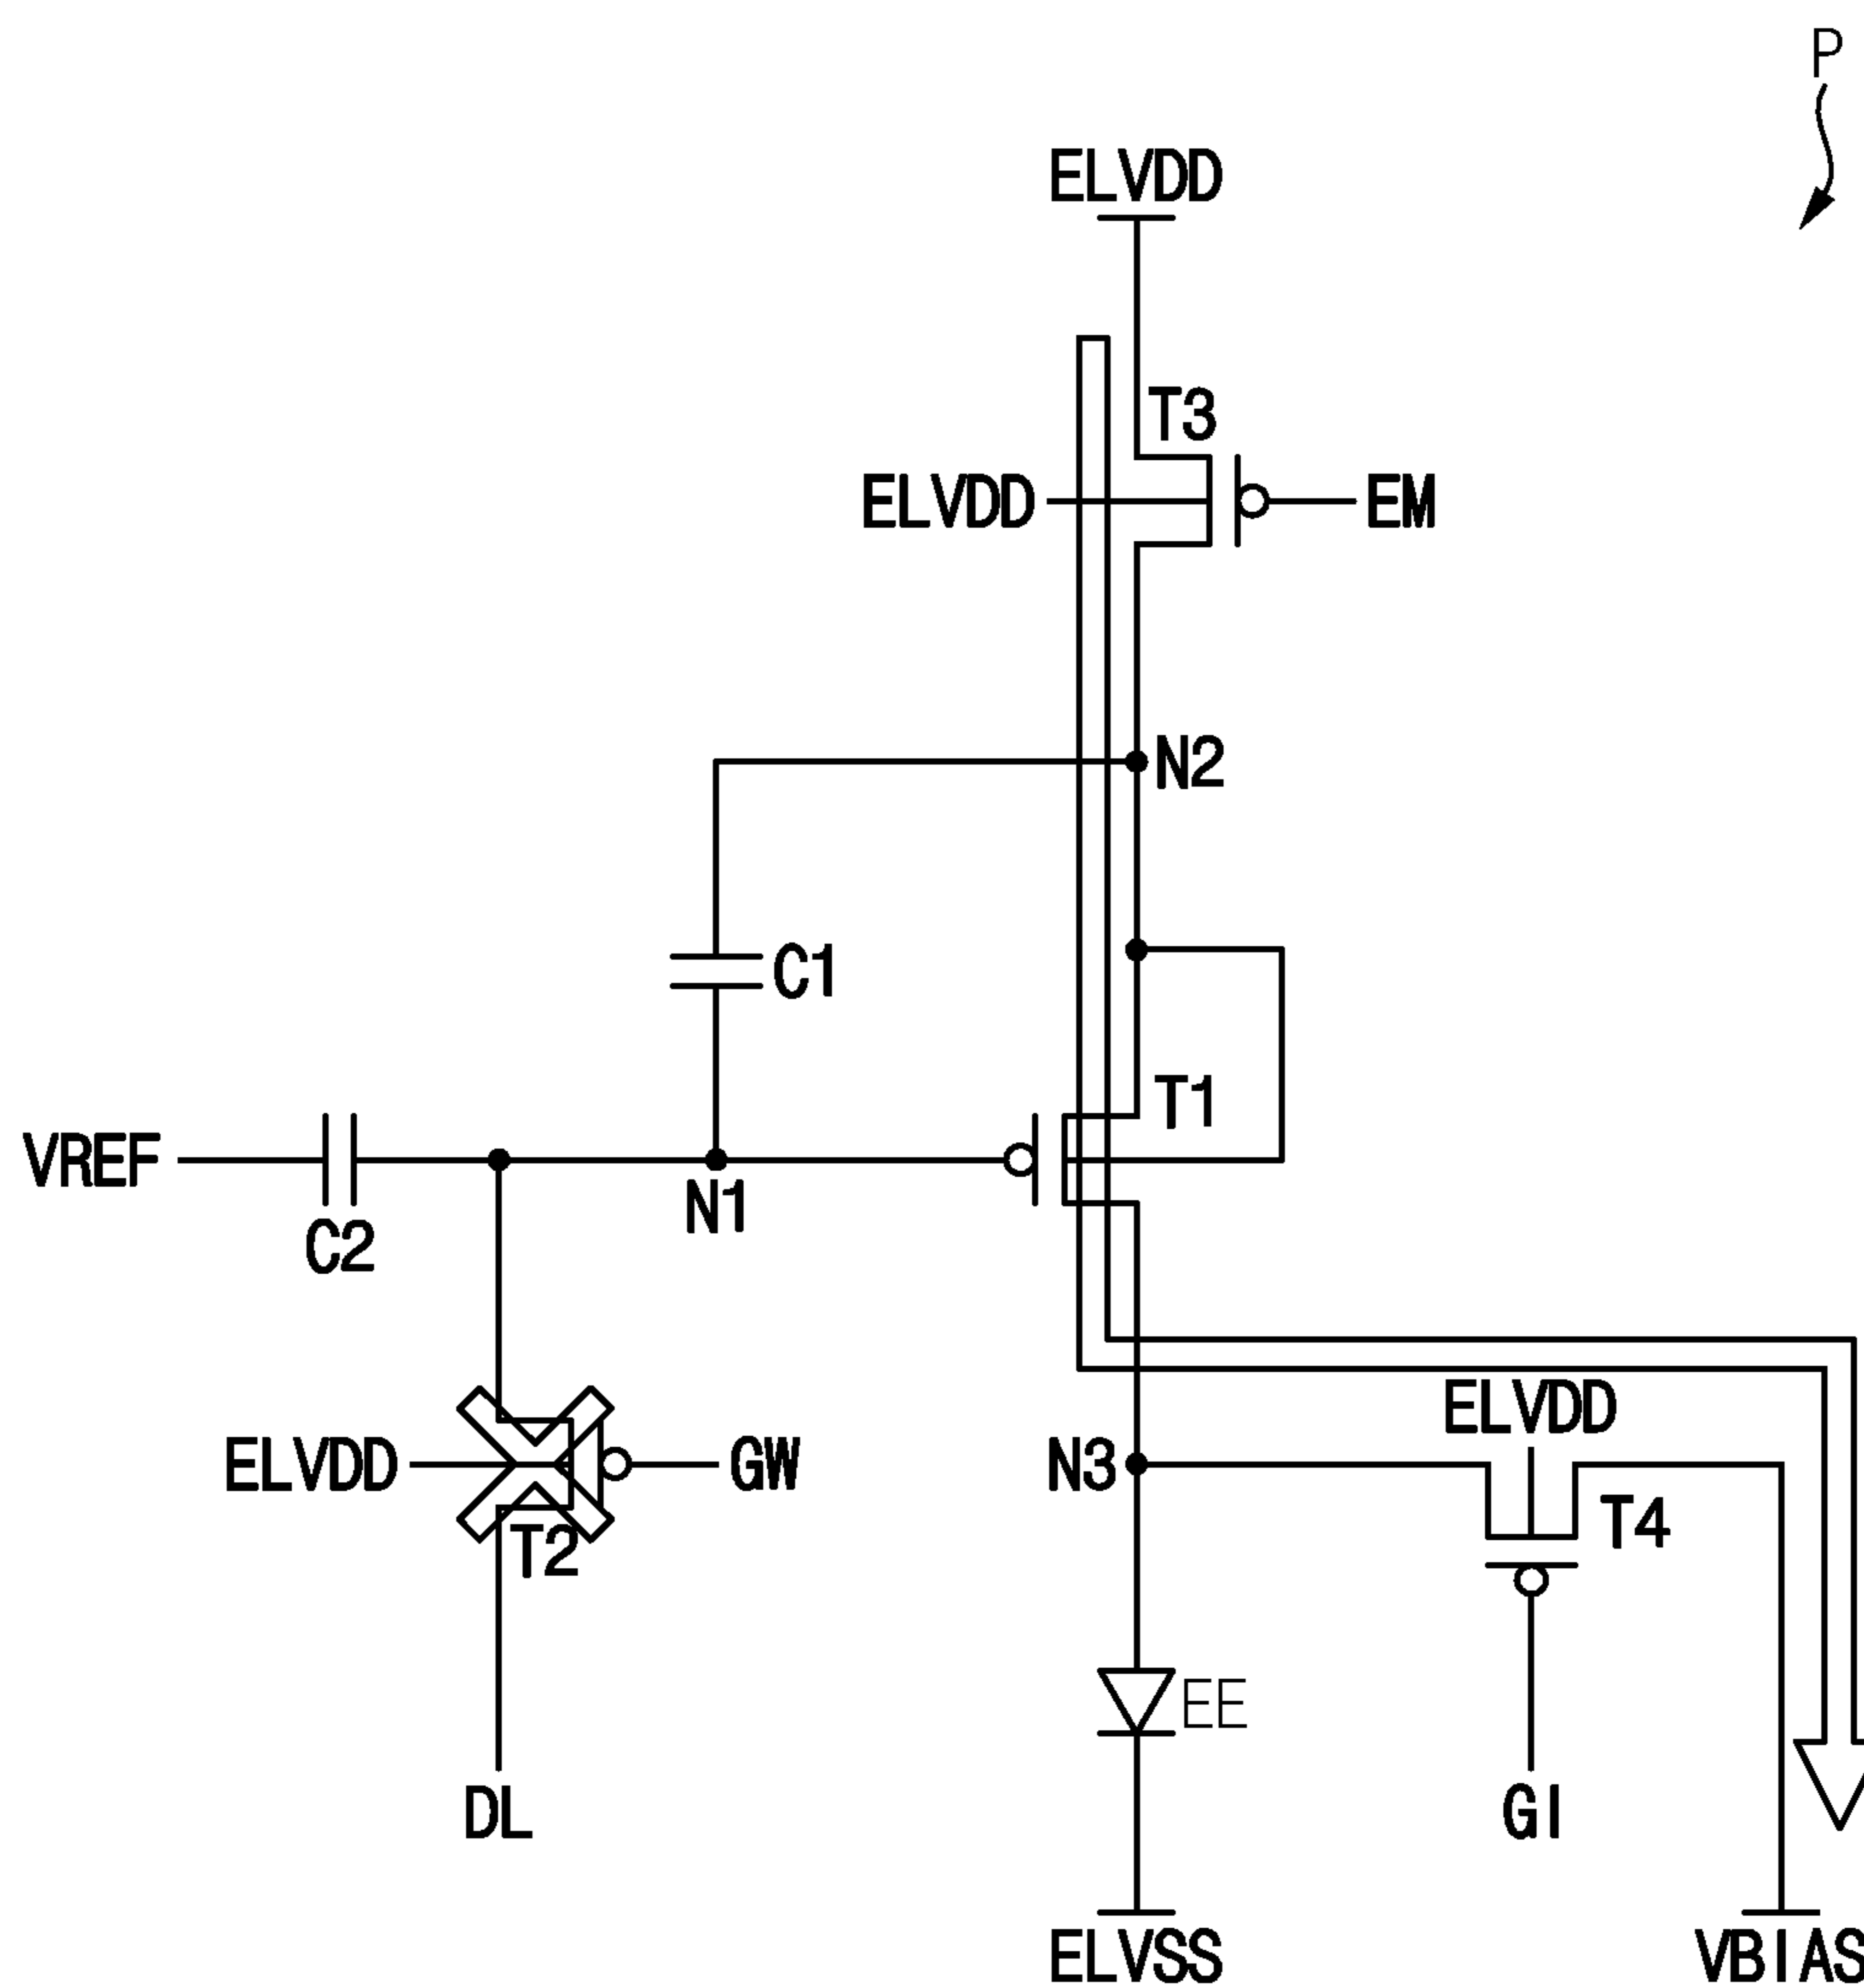 P
ELVDD
T3
ELVDD
EM
N2
C1
T1
VREF
N1
C2
ELVDD
ELVDD
GW
N3
T4
T2
EE
DL
GI
ELVSS
VBIAS